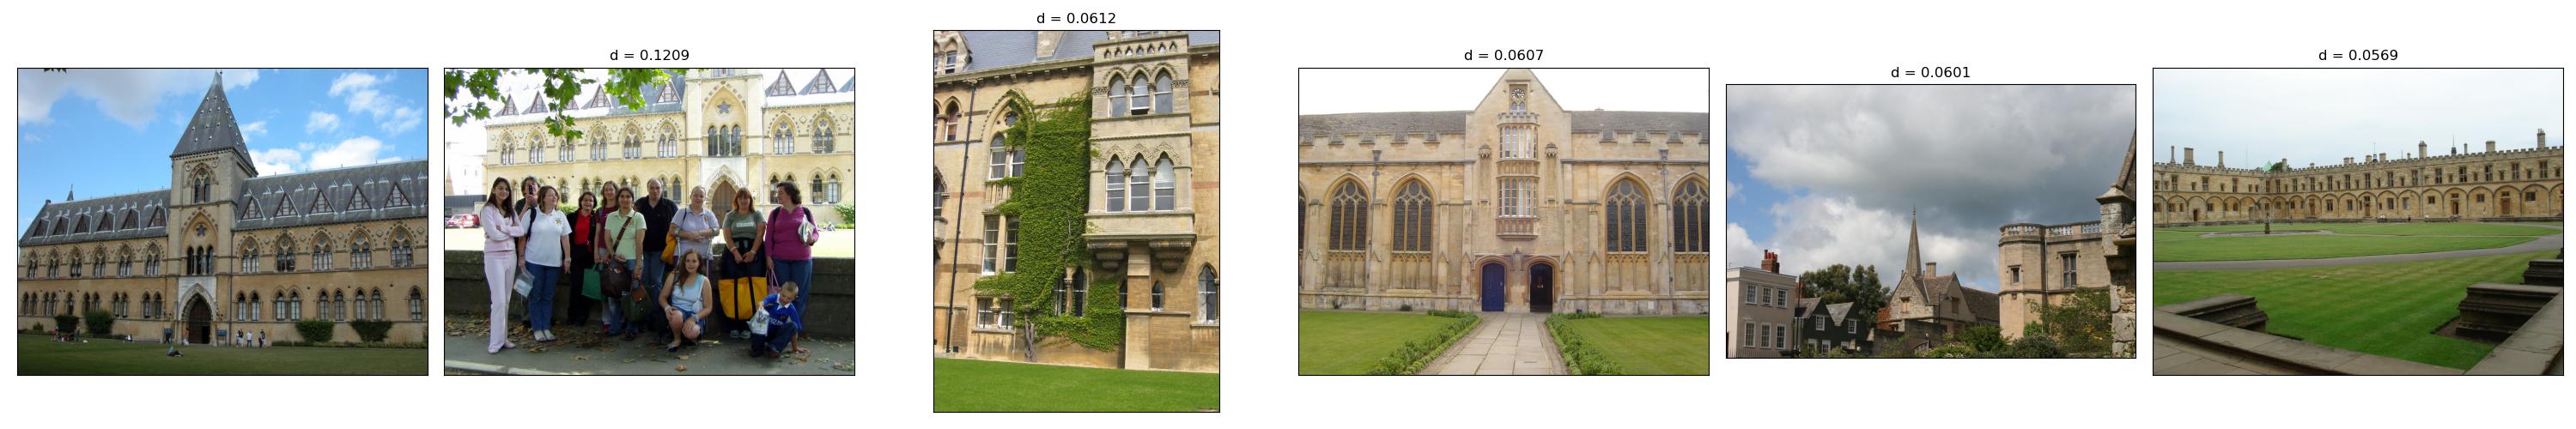 d = 0.1209
d = 0.0612
d = 0.0607
d = 0.0601
d = 0.0569